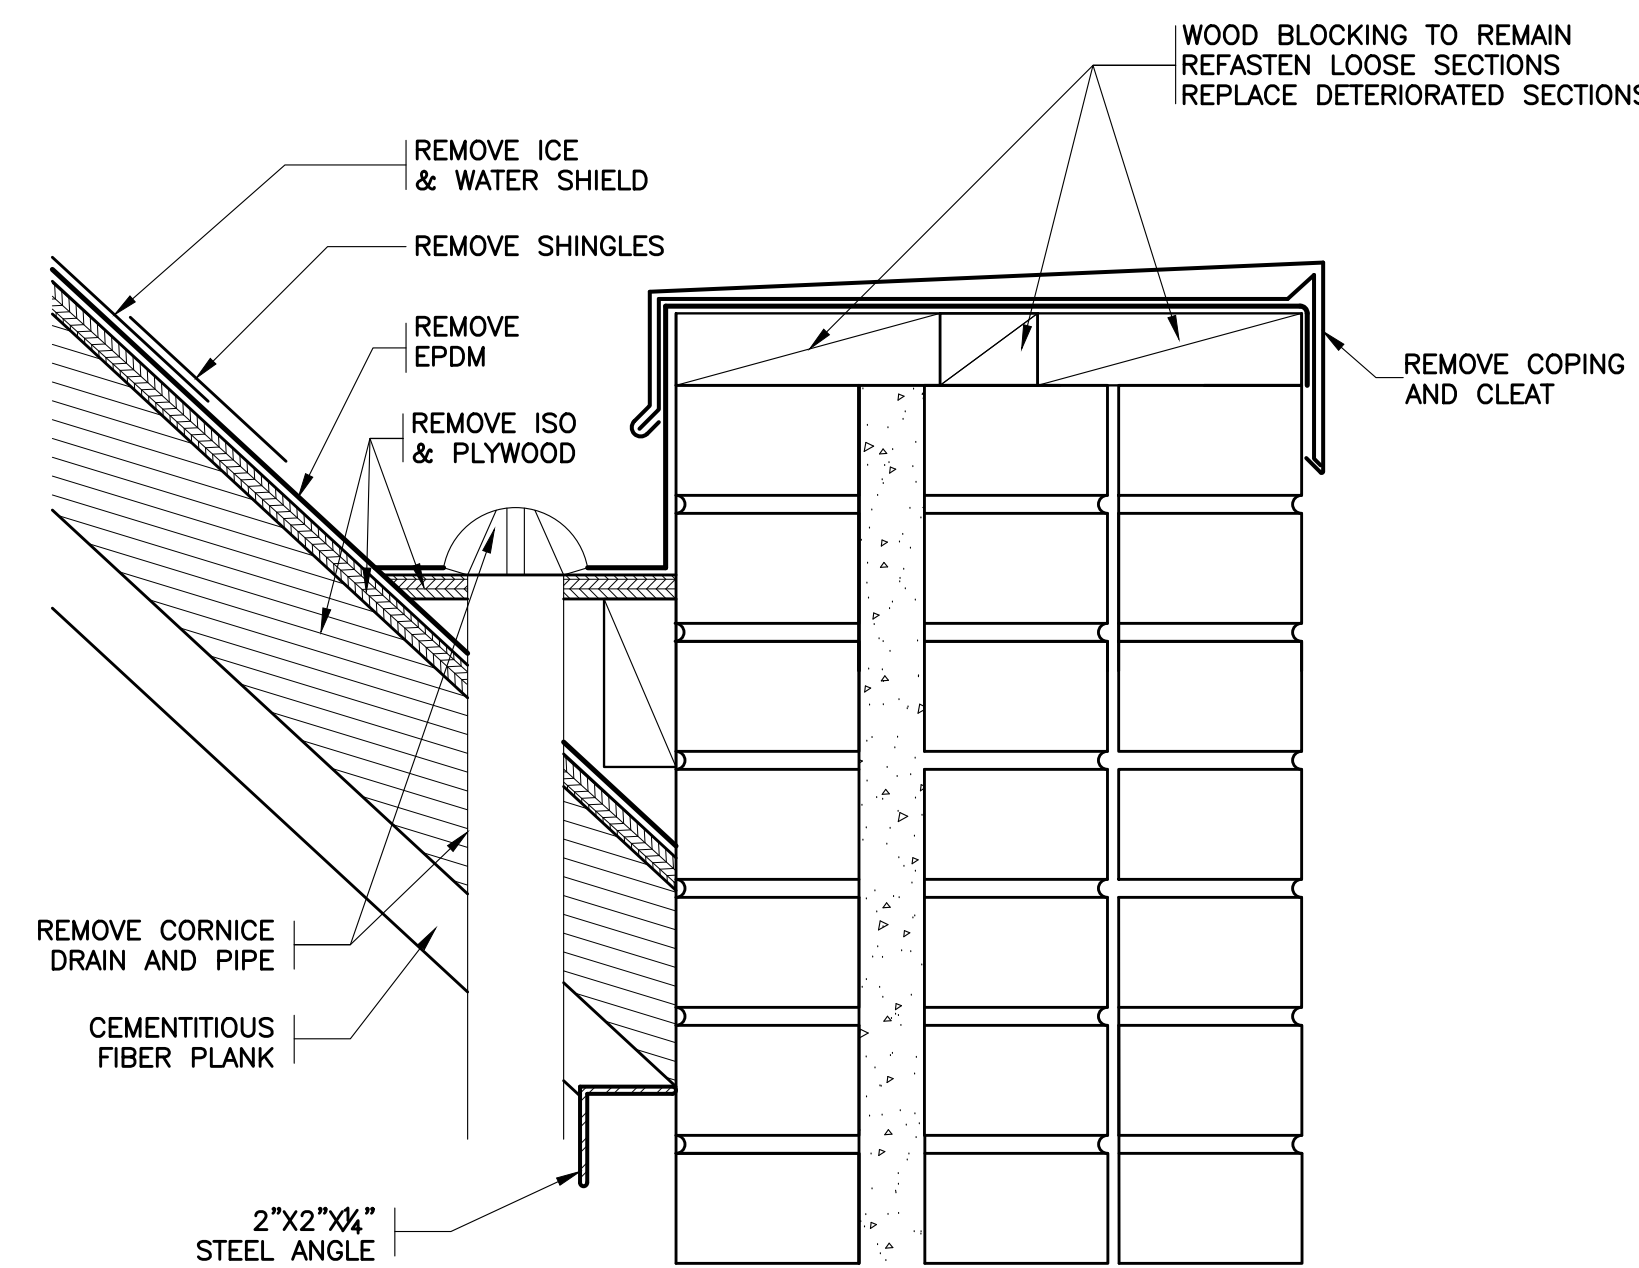 WOOD BLOCKING TO REMAIN
REFASTEN LOOSE SECTIONS
REPLACE DETERIORATED SECTIONS
REMOVE ICE
& WATER SHIELD
REMOVE SHINGLES
REMOVE
EPDM
REMOVE COPING
AND CLEAT
REMOVE ISO
& PLYWOOD
REMOVE CORNICE
DRAIN AND PIPE
CEMENTITIOUS
FIBER PLANK
2"X2"X¼"
STEEL ANGLE